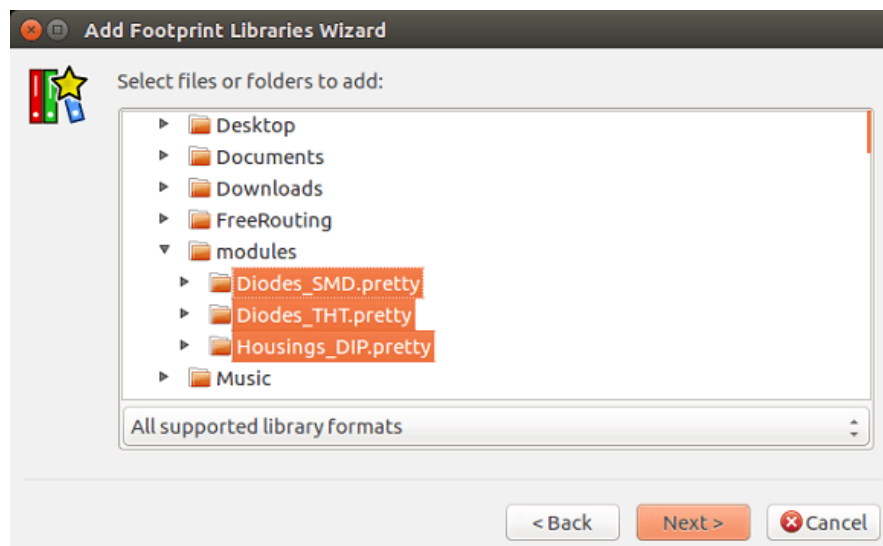 Add Footprint Libraries Wizard
Select files or folders to add:
Desktop
Documents
Downloads
FreeRouting
modules
Diodes_SMD.pretty
Diodes_THT.pretty
Housings_DIP.pretty
Music
All supported library formats
< Back Next > Cancel